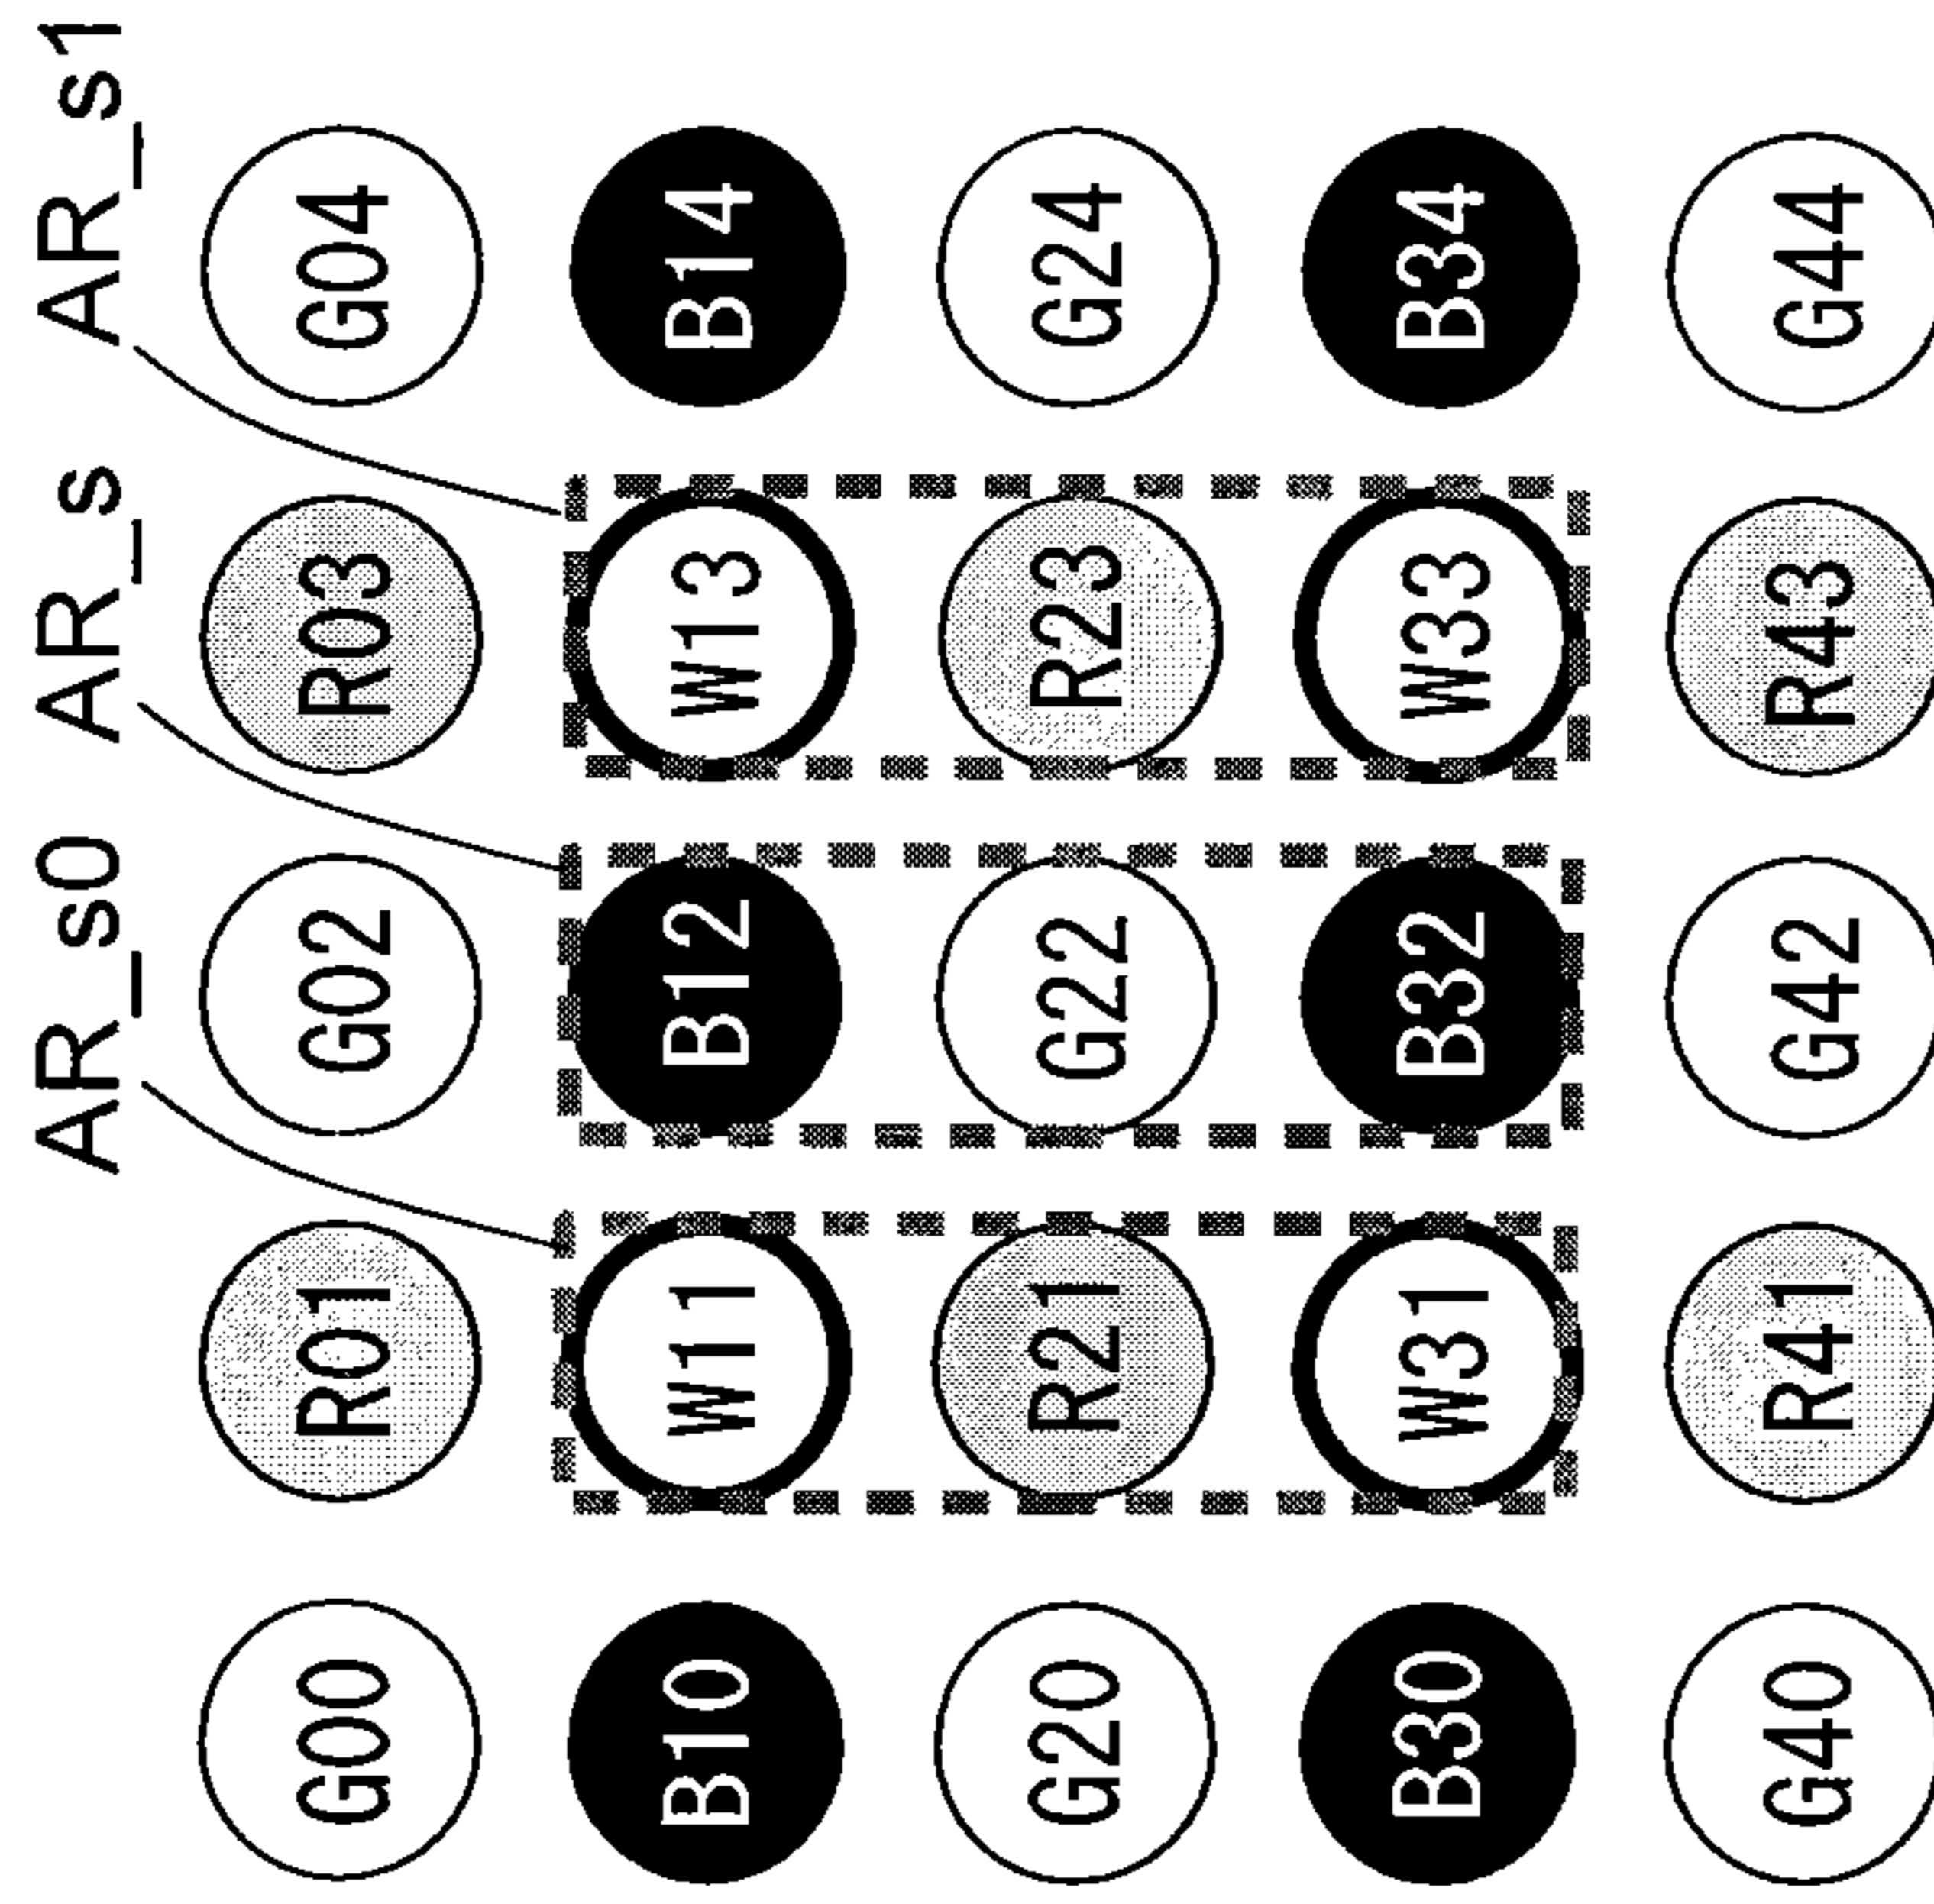 AR_s0 AR_s AR_s1
G00 R01 G02 R03 G04
B10 W11 B12 W13 B14
G20 R21 G22 R23 G24
B30 W31 B32 W33 B34
G40 R41 G42 R43 G44